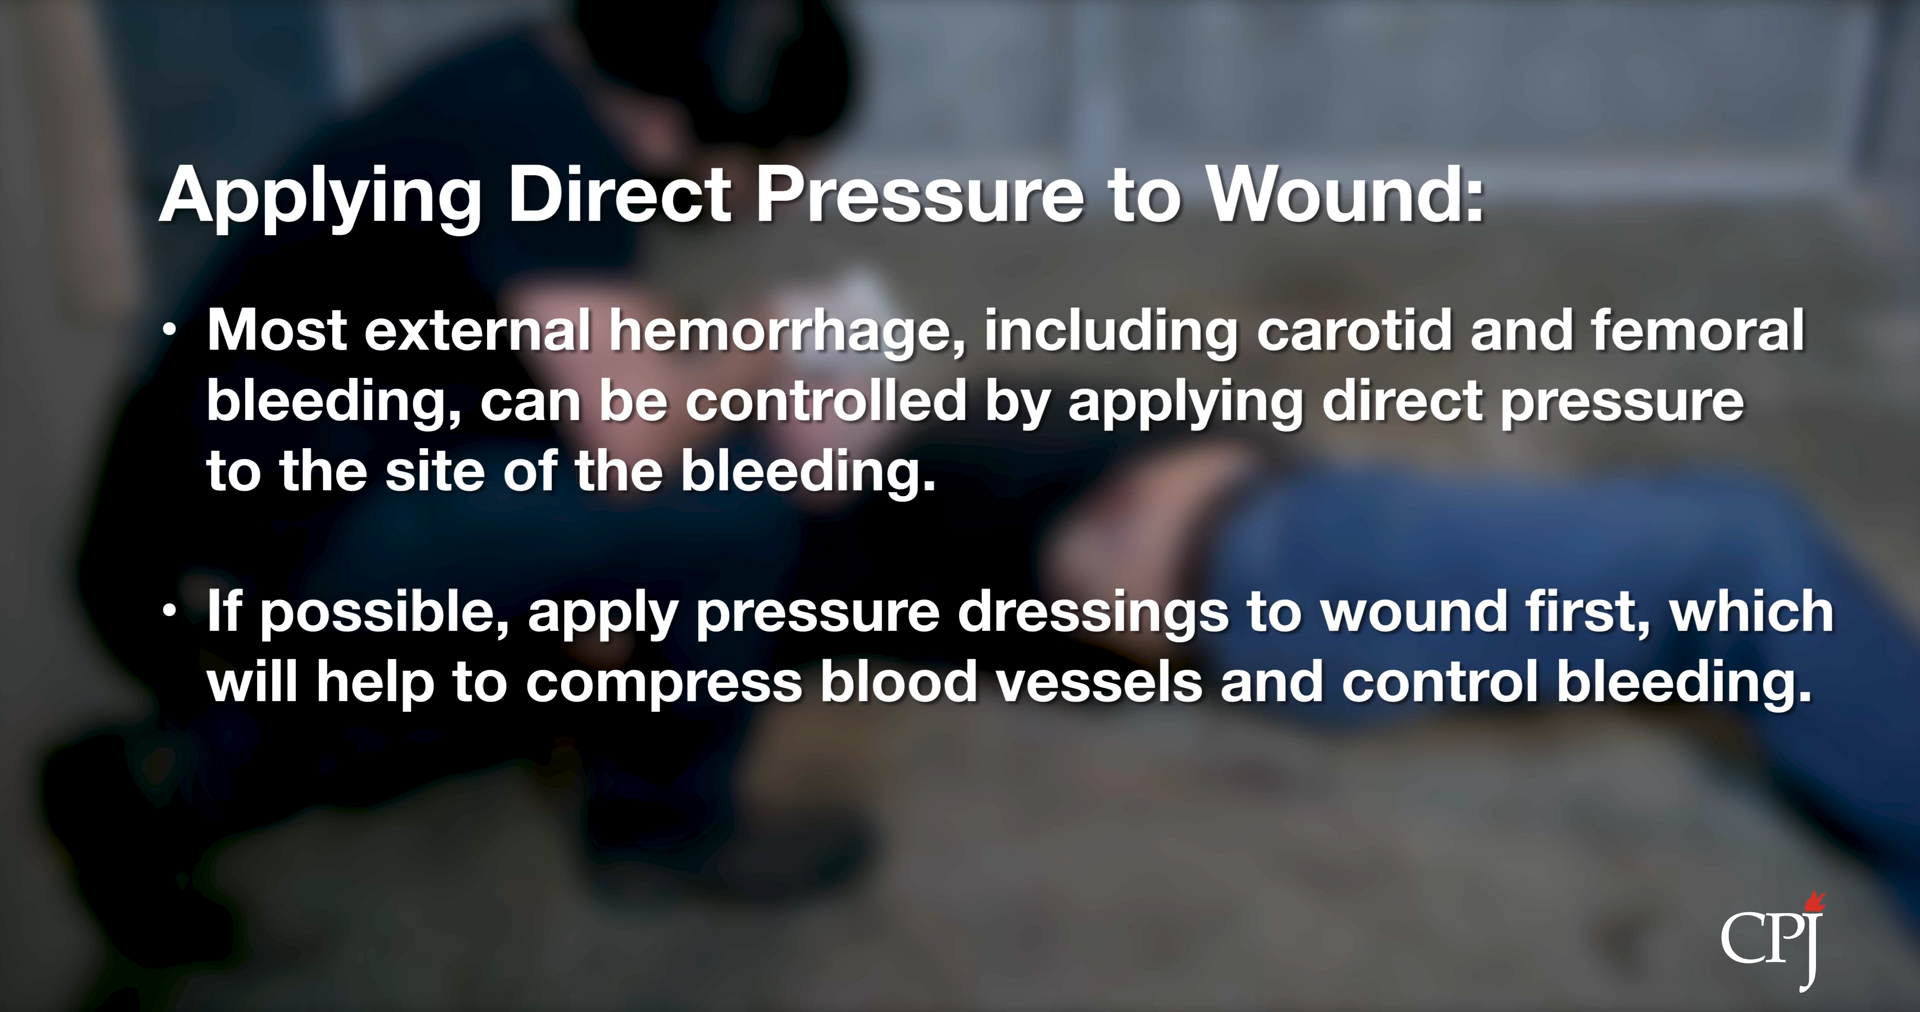 Applying Direct Pressure to Wound:
• Most external hemorrhage, including carotid and femoral
bleeding, can be controlled by applying direct pressure
to the site of the bleeding.
• If possible, apply pressure dressings to wound first, which
will help to compress blood vessels and control bleeding.
CPJ